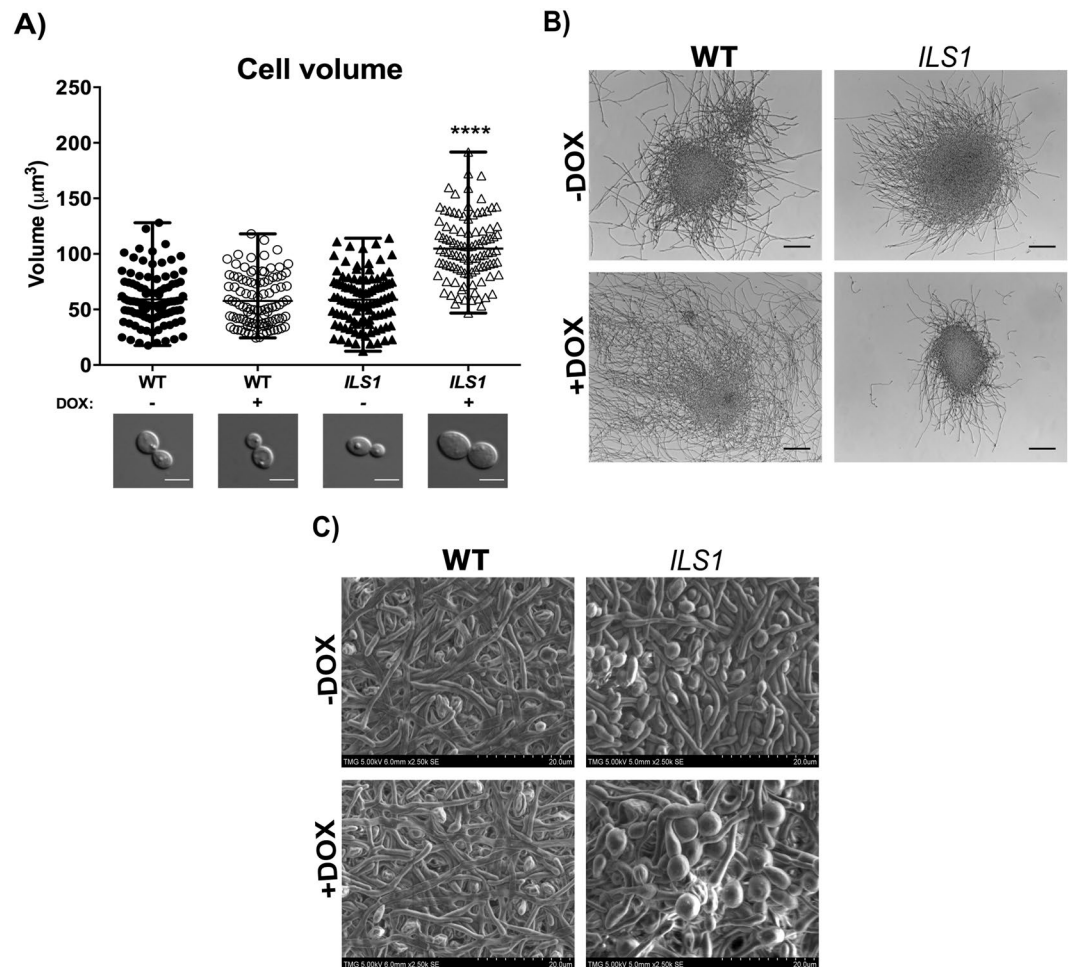 A)
Cell volume
Volume (μm³)
250
200
150
100
50
0
****
WT WT ILS1 ILS1
DOX: - + - +
B)
WT ILS1
-DOX
+DOX
C)
WT ILS1
-DOX
TMG 5.00kV 6.0mm x2.50k SE 20.0um
TMG 5.00kV 5.0mm x2.50k SE 20.0um
+DOX
TMG 5.00kV 6.0mm x2.50k SE 20.0um
TMG 5.00kV 5.0mm x2.50k SE 20.0um